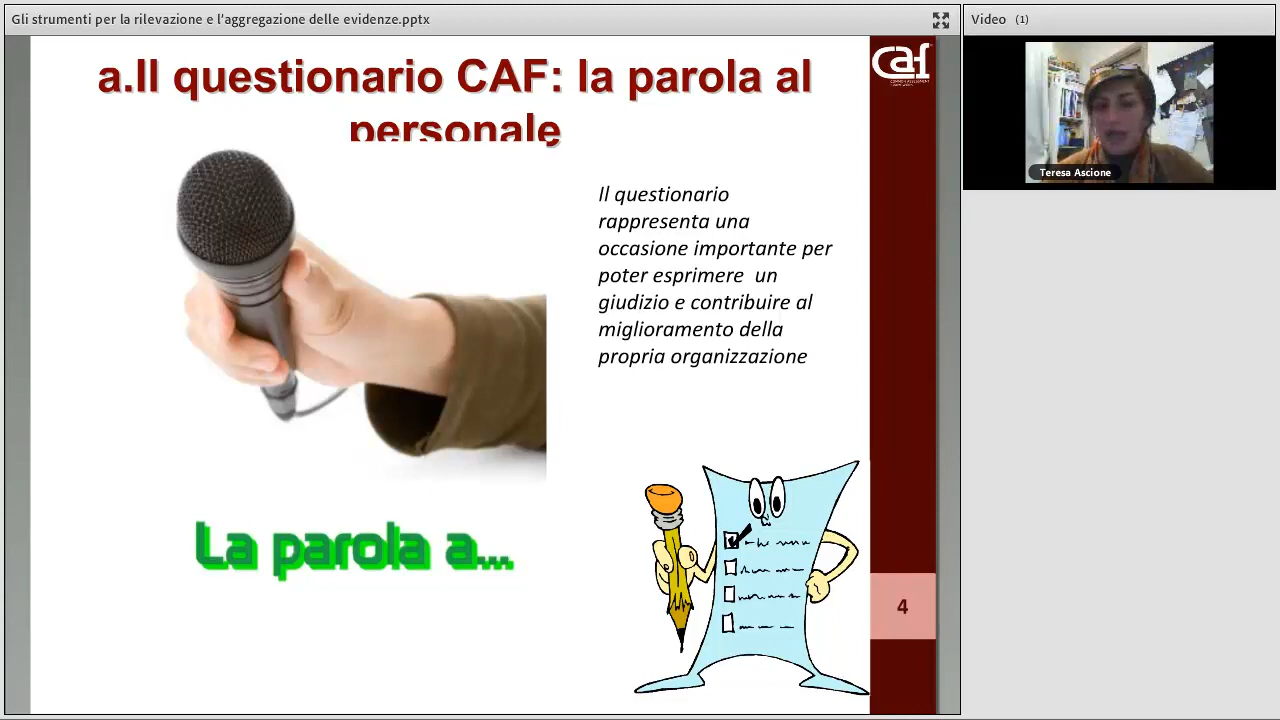 Gli strumenti per la rilevazione e l'aggregazione delle evidenze.pptx
Video (1)
a.Il questionario CAF: la parola al
personale
caf
Teresa Ascione
Il questionario
rappresenta una
occasione importante per
poter esprimere un
giudizio e contribuire al
miglioramento della
propria organizzazione
La parola a...
4